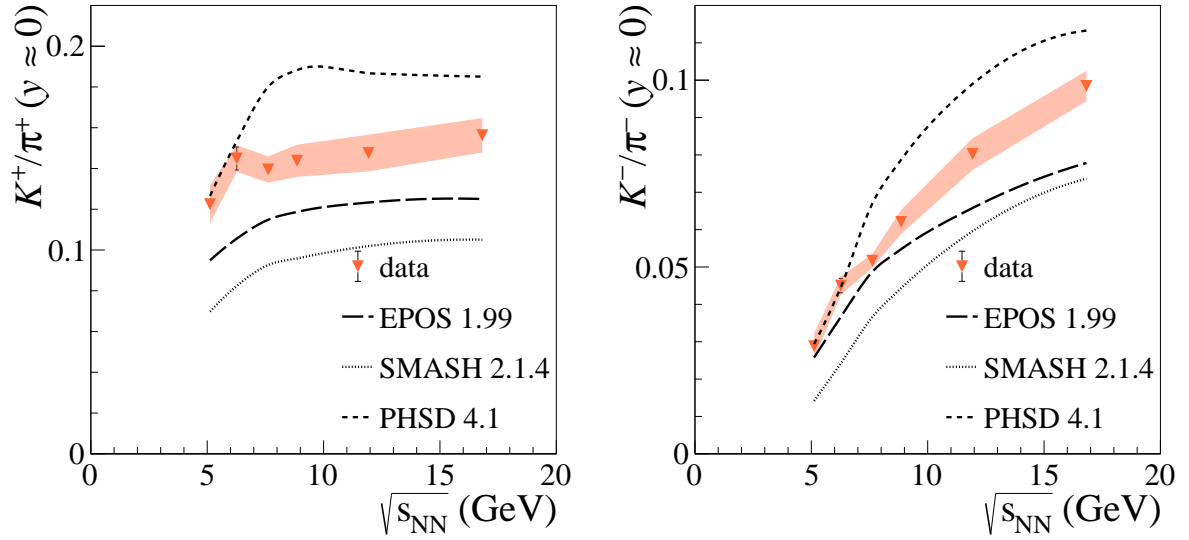 K⁺/π⁺ (y ≈ 0)
0.2
0.1
0
data
EPOS 1.99
SMASH 2.1.4
PHSD 4.1
0 5 10 15 20
√s_NN (GeV)
K⁻/π⁻ (y ≈ 0)
0.1
0.05
0
data
EPOS 1.99
SMASH 2.1.4
PHSD 4.1
0 5 10 15 20
√s_NN (GeV)